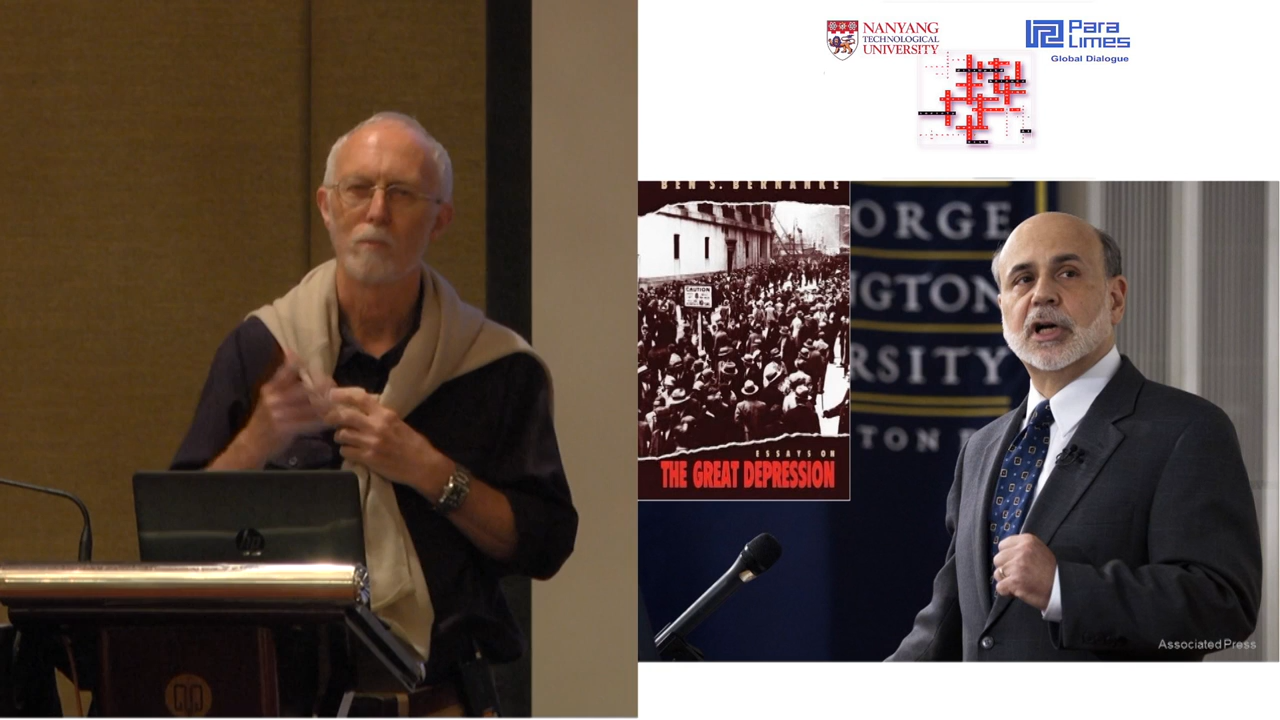 hp
NANYANG
TECHNOLOGICAL
UNIVERSITY
Para
Limes
Global Dialogue
BEN S. BERNANKE
CAUTION
ESSAYS ON
THE GREAT DEPRESSION
ORGE
NGTON
RSITY
TON
Associated Press